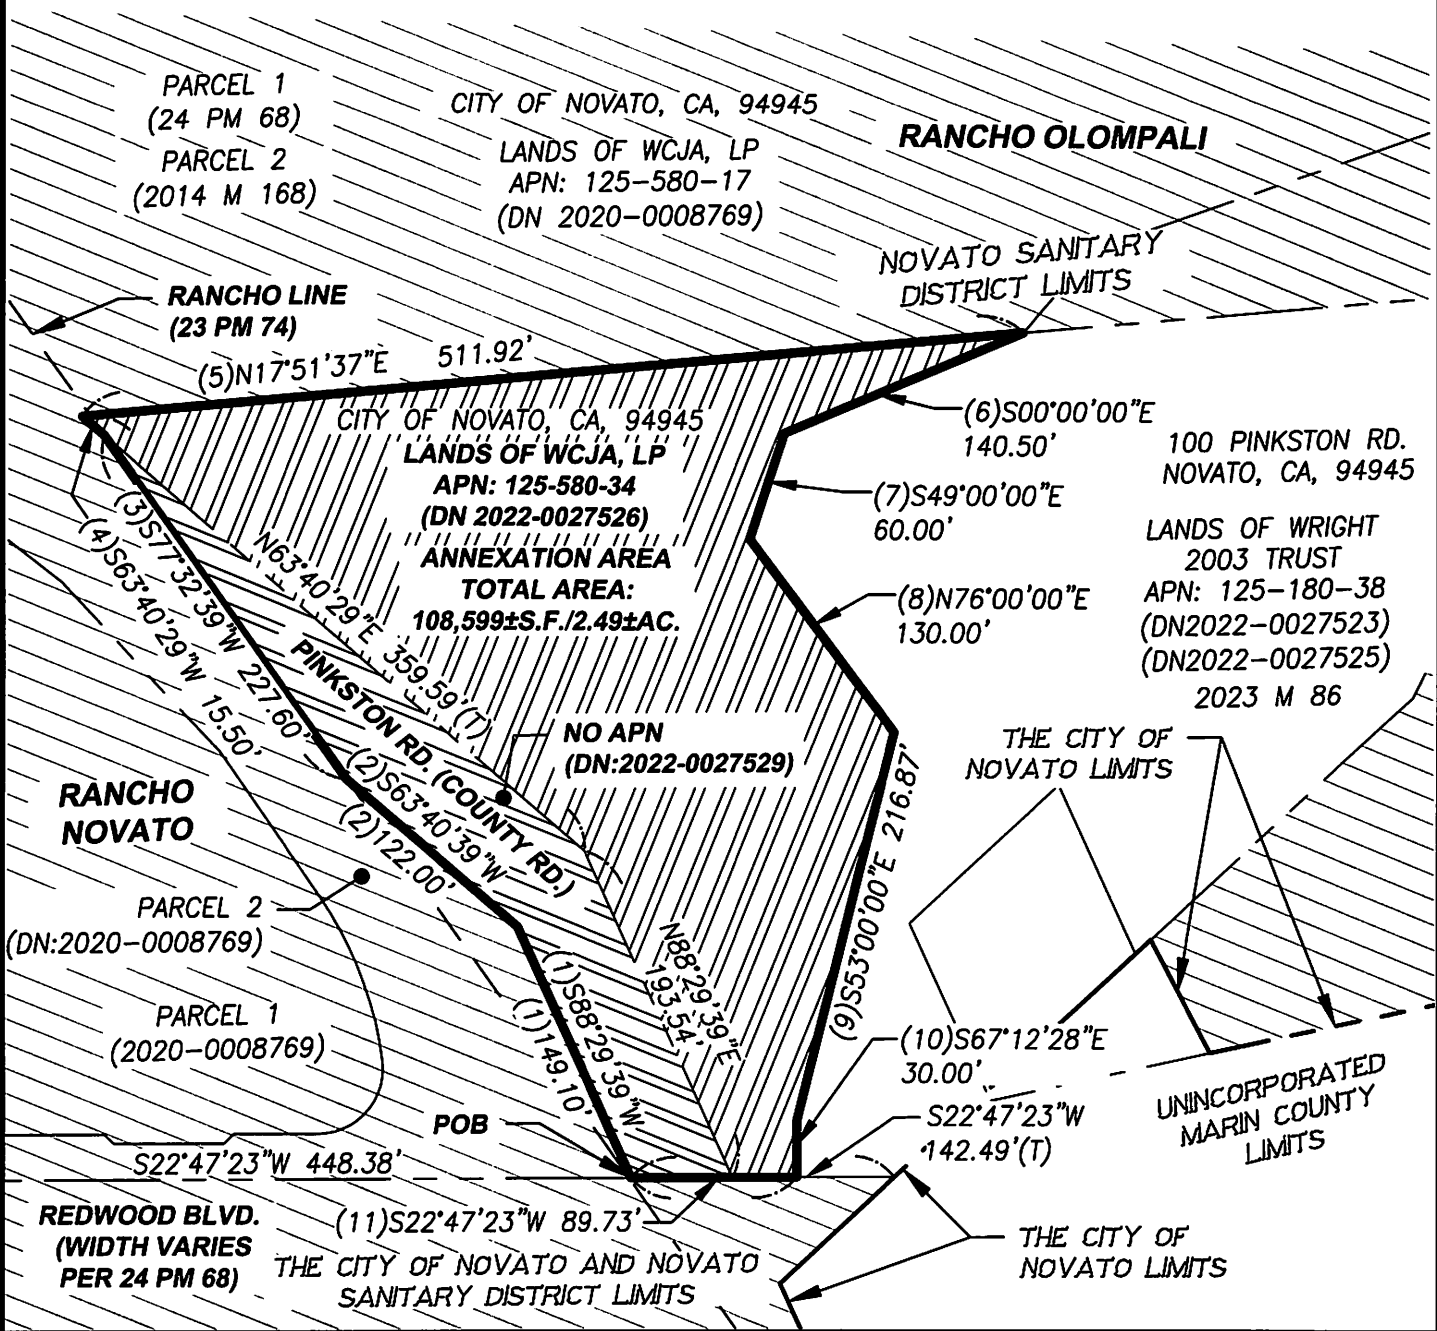 PARCEL 1
(24 PM 68)
PARCEL 2
(2014 M 168)
CITY OF NOVATO, CA, 94945
LANDS OF WCJA, LP
APN: 125-580-17
(DN 2020-0008769)
RANCHO OLOMPALI
NOVATO SANITARY
DISTRICT LIMITS
RANCHO LINE
(23 PM 74)
(5)N17°51'37"E 511.92'
CITY OF NOVATO, CA, 94945
LANDS OF WCJA, LP
APN: 125-580-34
(DN 2022-0027526)
ANNEXATION AREA
TOTAL AREA:
108,599±S.F./2.49±AC.
(6)S00°00'00"E
140.50'
(7)S49°00'00"E
60.00'
(8)N76°00'00"E
130.00'
100 PINKSTON RD.
NOVATO, CA, 94945
LANDS OF WRIGHT
2003 TRUST
APN: 125-180-38
(DN2022-0027523)
(DN2022-0027525)
2023 M 86
(3)S77°32'39"W 227.60'
(4)S63°40'29"W 15.50'
N63°40'29"E 359.59'(T)
PINKSTON RD. (COUNTY RD.)
NO APN
(DN:2022-0027529)
(2)S63°40'39"W
(2)122.00'
THE CITY OF
NOVATO LIMITS
RANCHO
NOVATO
PARCEL 2
(DN:2020-0008769)
PARCEL 1
(2020-0008769)
(1)S88°29'39"W
(1)149.10'
N88°29'39"E
193.54'
(9)S53°00'00"E 216.87'
(10)S67°12'28"E
30.00'
S22°47'23"W
142.49'(T)
UNINCORPORATED
MARIN COUNTY
LIMITS
POB
S22°47'23"W 448.38'
REDWOOD BLVD.
(WIDTH VARIES
PER 24 PM 68)
(11)S22°47'23"W 89.73'
THE CITY OF NOVATO AND NOVATO
SANITARY DISTRICT LIMITS
THE CITY OF
NOVATO LIMITS